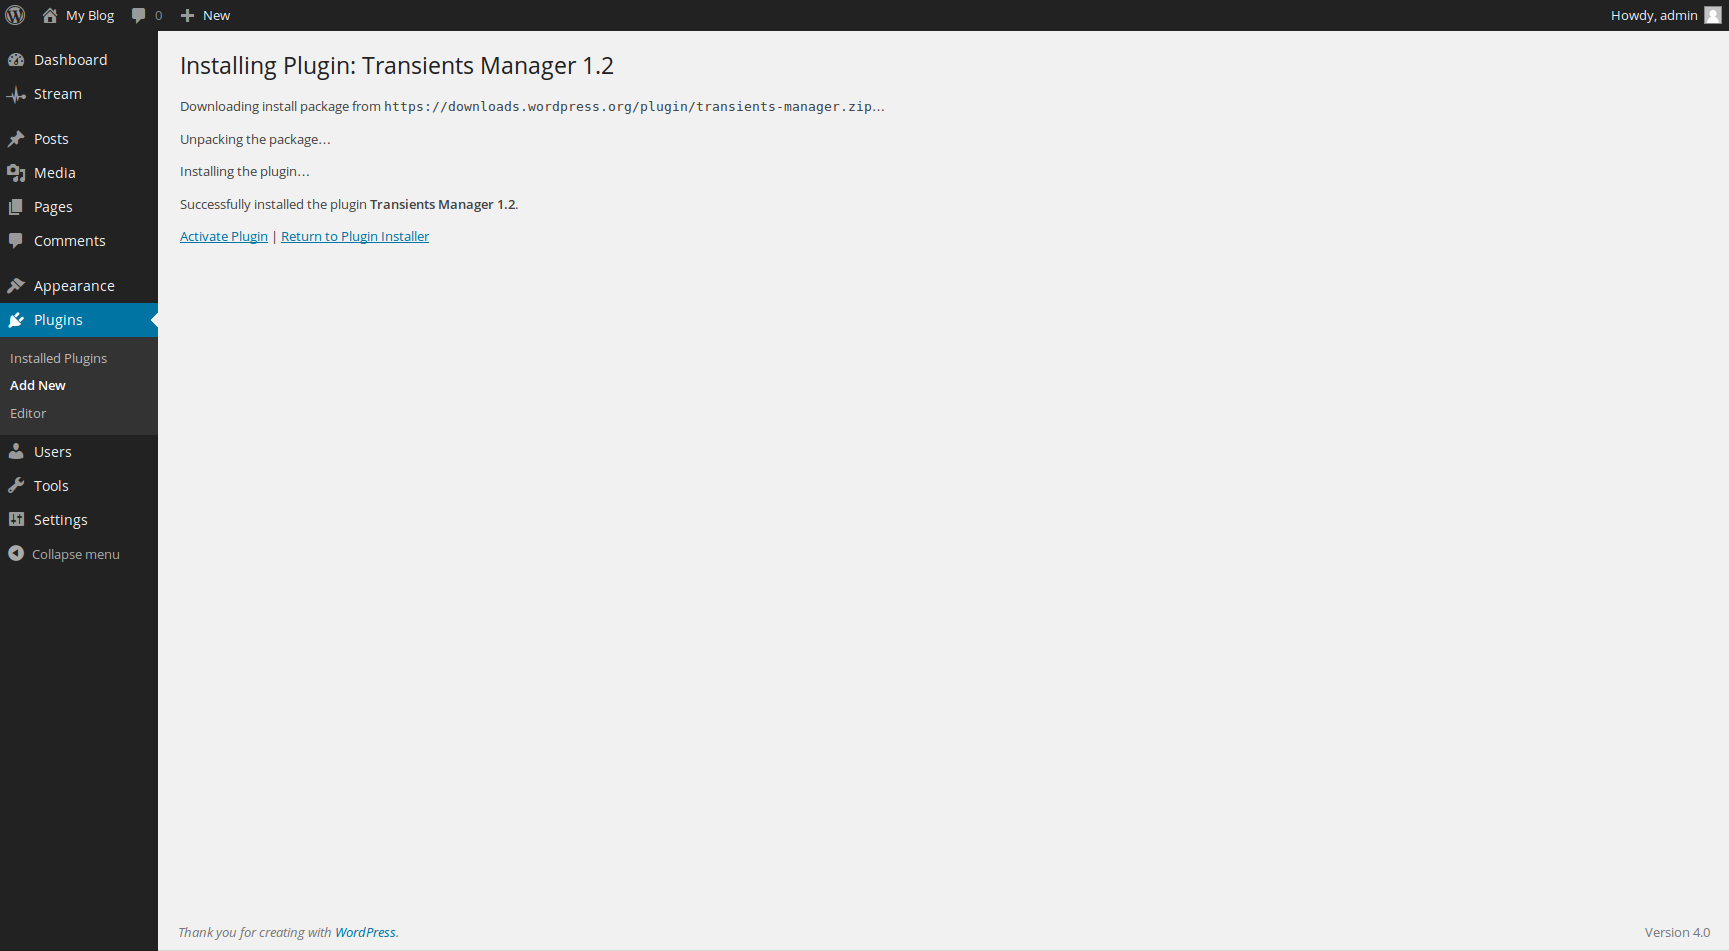 My Blog 0 New Howdy, admin
Dashboard
Stream
Posts
Media
Pages
Comments
Appearance
Plugins
Installed Plugins
Add New
Editor
Users
Tools
Settings
Collapse menu
Installing Plugin: Transients Manager 1.2
Downloading install package from https://downloads.wordpress.org/plugin/transients-manager.zip…
Unpacking the package…
Installing the plugin…
Successfully installed the plugin Transients Manager 1.2.
Activate Plugin | Return to Plugin Installer
Thank you for creating with WordPress. Version 4.0